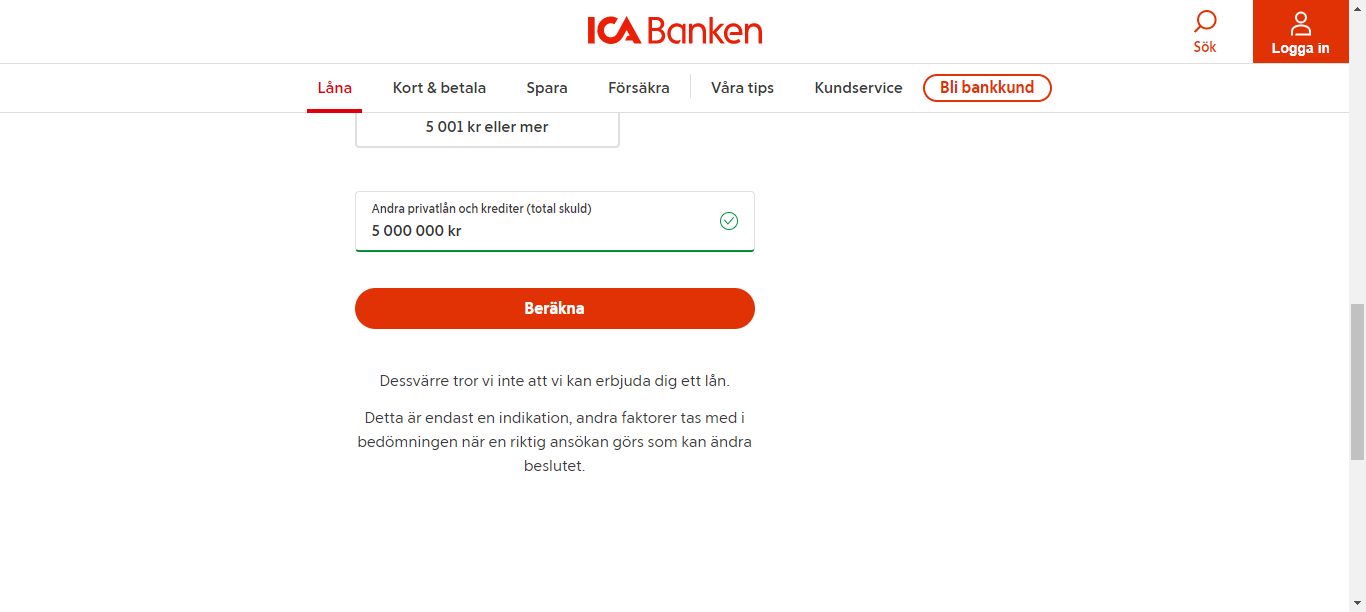 ICA Banken
Sök
Logga in
Låna
Kort & betala
Spara
Försäkra
Våra tips
Kundservice
Bli bankkund
5 001 kr eller mer
Andra privatlån och krediter (total skuld)
5 000 000 kr
Beräkna
Dessvärre tror vi inte att vi kan erbjuda dig ett lån.
Detta är endast en indikation, andra faktorer tas med i
bedömningen när en riktig ansökan görs som kan ändra
beslutet.